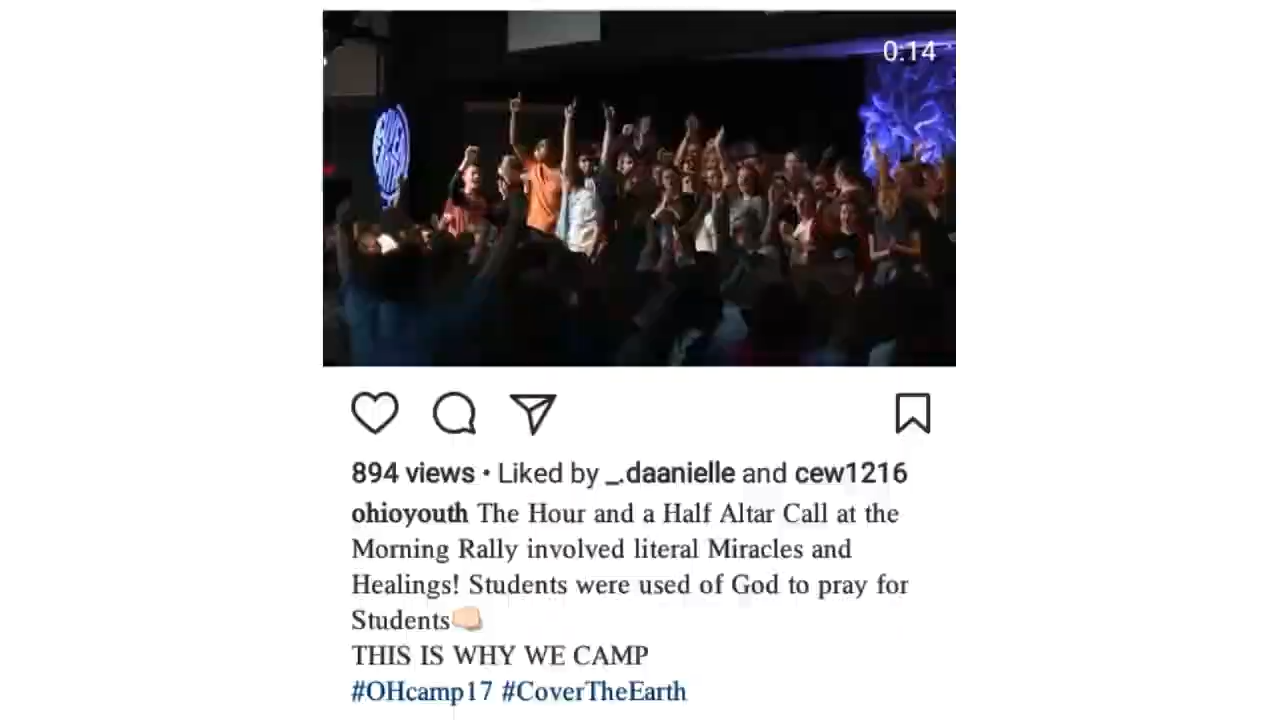 0:14
894 views • Liked by _.daanielle and cew1216
ohioyouth The Hour and a Half Altar Call at the
Morning Rally involved literal Miracles and
Healings! Students were used of God to pray for
Students👊🏻
THIS IS WHY WE CAMP
#OHcamp17 #CoverTheEarth